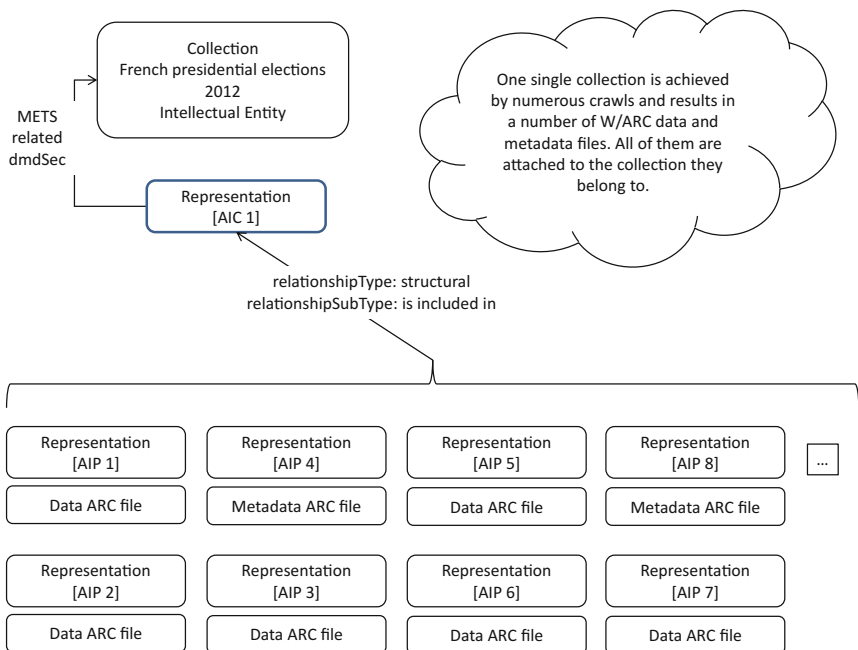 Collection
French presidential elections
2012
Intellectual Entity
METS
related
dmdSec
Representation
[AIC 1]
One single collection is achieved
by numerous crawls and results in
a number of W/ARC data and
metadata files. All of them are
attached to the collection they
belong to.
relationshipType: structural
relationshipSubType: is included in
Representation
[AIP 1]
Data ARC file
Representation
[AIP 4]
Metadata ARC file
Representation
[AIP 5]
Data ARC file
Representation
[AIP 8]
Metadata ARC file
...
Representation
[AIP 2]
Data ARC file
Representation
[AIP 3]
Data ARC file
Representation
[AIP 6]
Data ARC file
Representation
[AIP 7]
Data ARC file